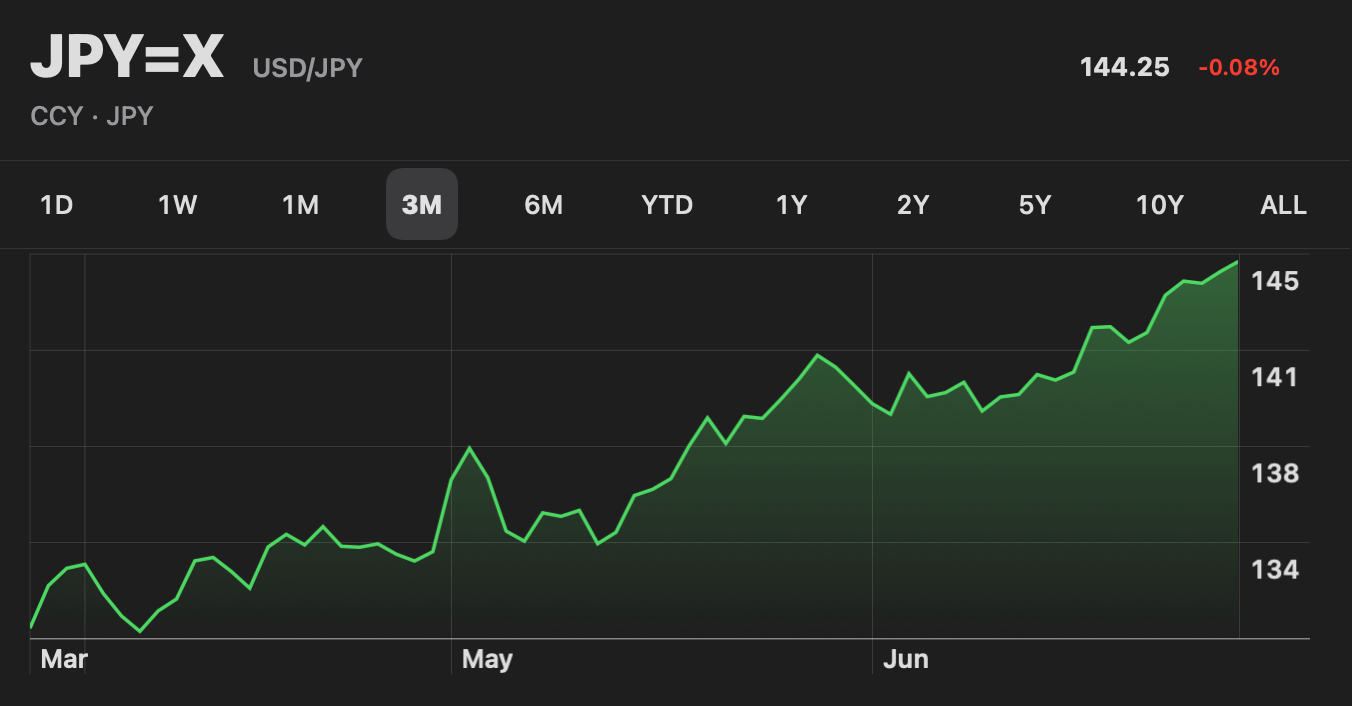 JPY=X USD/JPY 144.25 -0.08%
CCY · JPY
1D 1W 1M 3M 6M YTD 1Y 2Y 5Y 10Y ALL
145
141
138
134
Mar May Jun